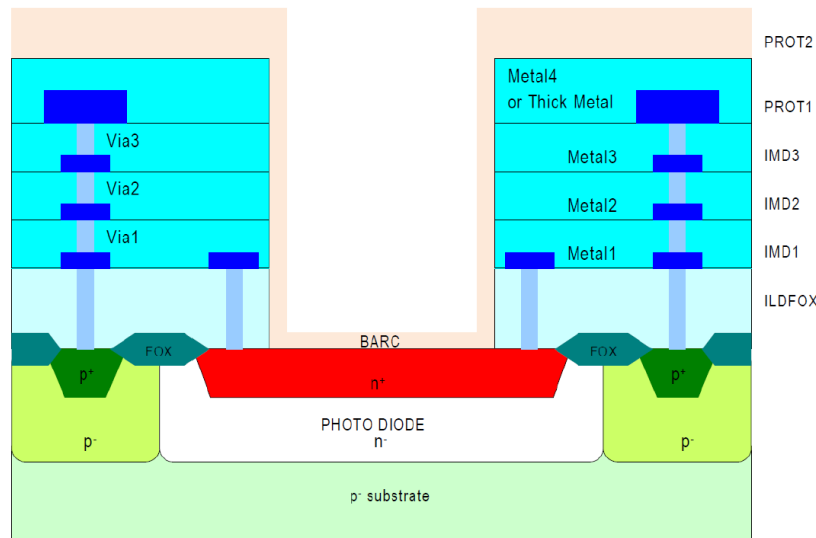 PROT2
Metal4
or Thick Metal
PROT1
Via3
Metal3
IMD3
Via2
Metal2
IMD2
Via1
Metal1
IMD1
ILDFOX
BARC
FOX
FOX
p+
n+
p+
PHOTO DIODE
p-
n-
p-
p- substrate